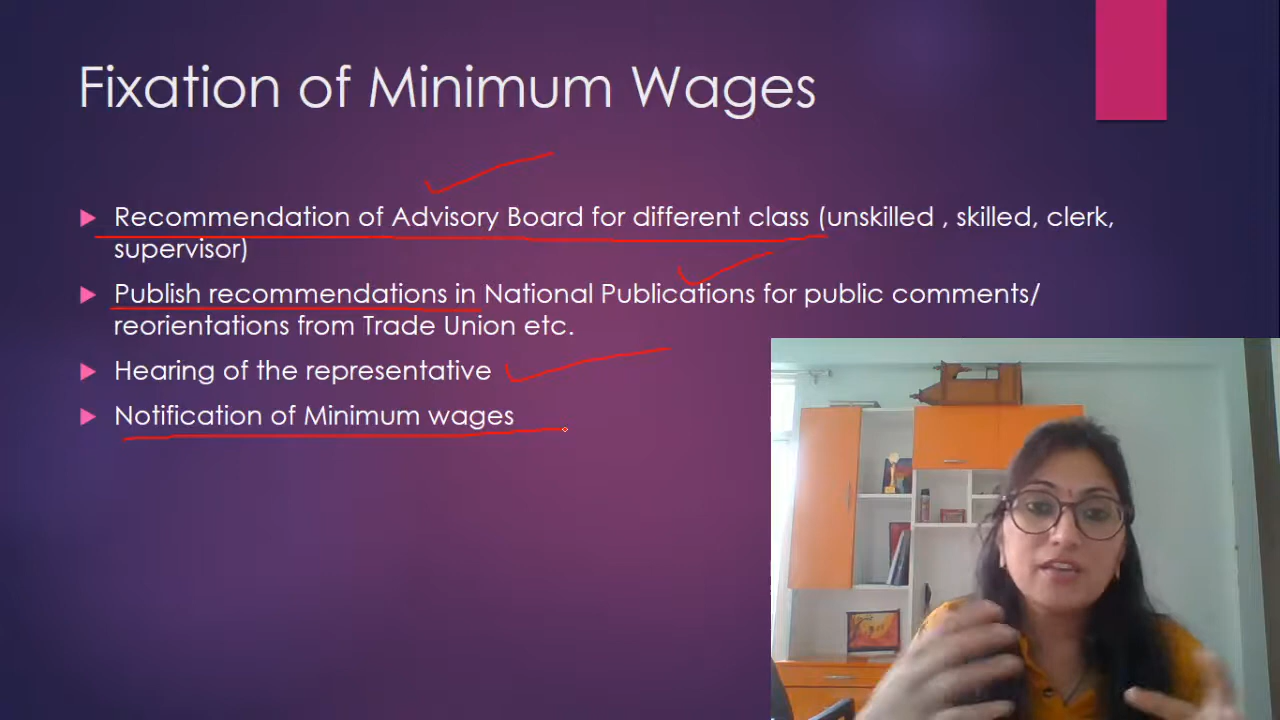 Fixation of Minimum Wages
Recommendation of Advisory Board for different class (unskilled , skilled, clerk,
supervisor)
Publish recommendations in National Publications for public comments/
reorientations from Trade Union etc.
Hearing of the representative
Notification of Minimum wages